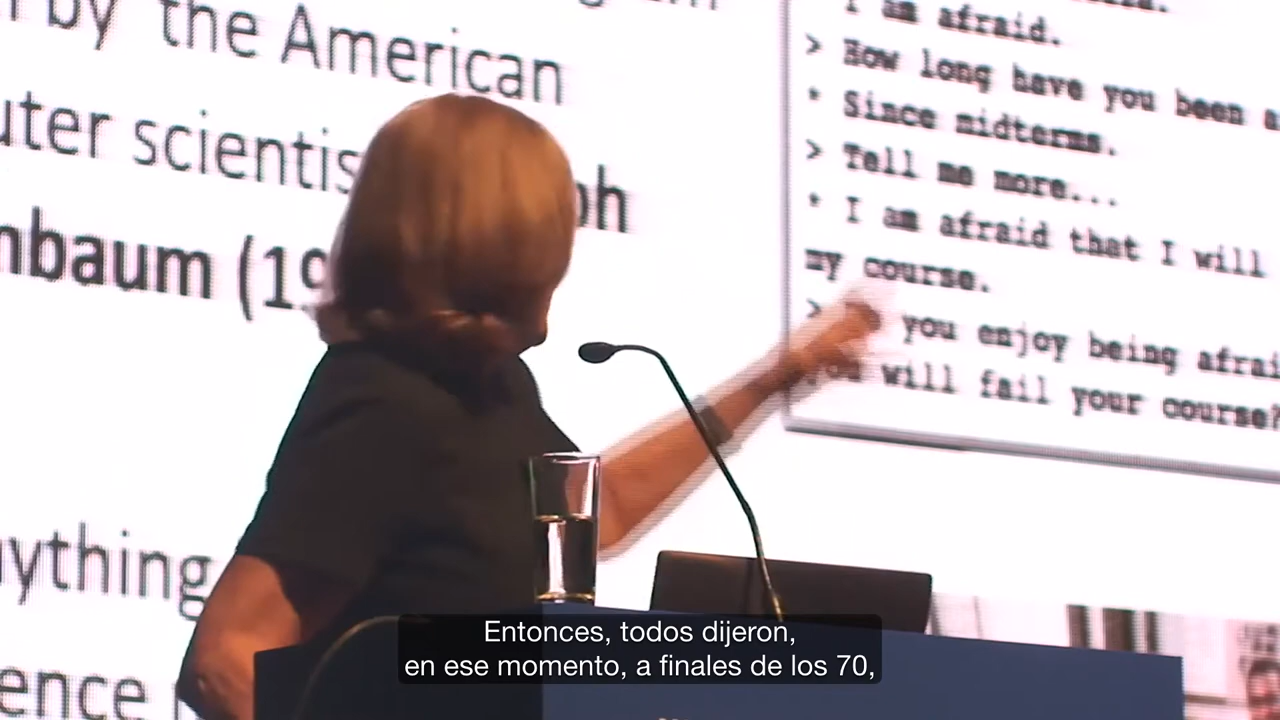 by the American
scientis
nbaum (19
ph
ything
ence
I am afraid.
> How long have you been
* Since midterms.
> Tell me more...
* I am afraid that I will
my course.
> you enjoy being afrai
you will fail your course?
Entonces, todos dijeron,
en ese momento, a finales de los 70,